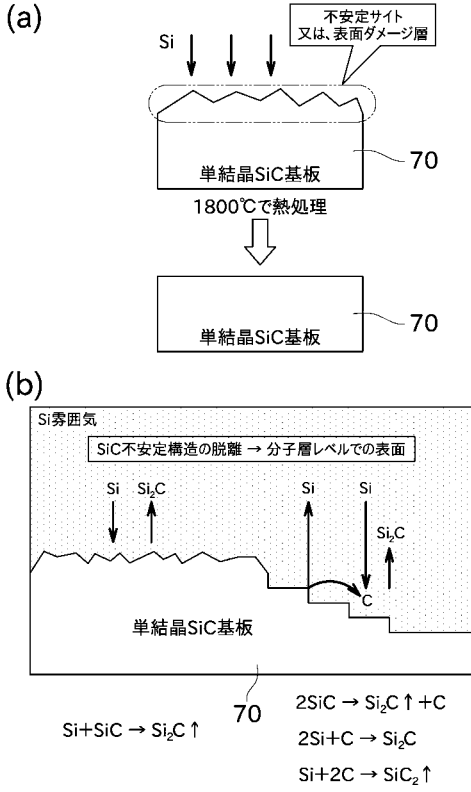 (a)
不安定サイト
又は、表面ダメージ層
Si
70
単結晶SiC基板
1800℃で熱処理
70
単結晶SiC基板
(b)
Si雰囲気
SiC不安定構造の脱離 → 分子層レベルでの表面
Si Si₂C Si Si
Si₂C
C
単結晶SiC基板
70
Si+SiC → Si₂C↑
2SiC → Si₂C↑+C
2Si+C → Si₂C
Si+2C → SiC₂↑